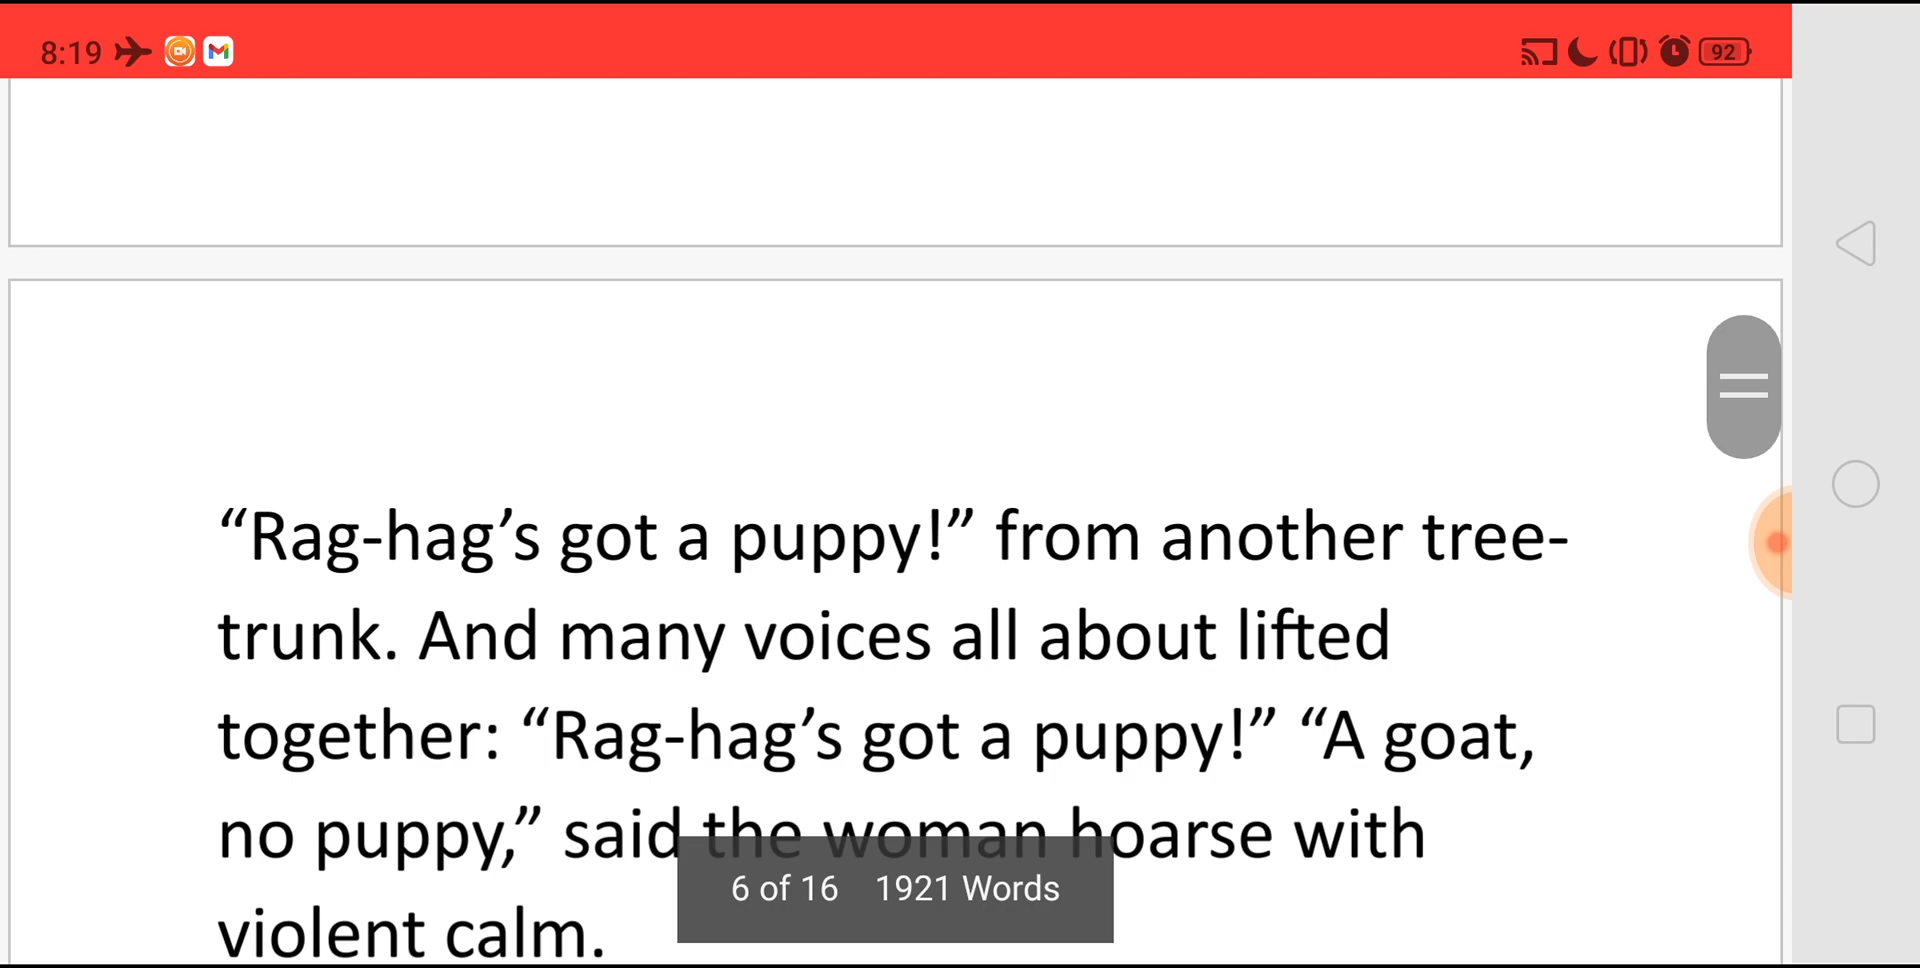 8:19
92
“Rag-hag’s got a puppy!” from another tree-
trunk. And many voices all about lifted
together: “Rag-hag’s got a puppy!” “A goat,
no puppy,” said the woman hoarse with
6 of 16 1921 Words
violent calm.